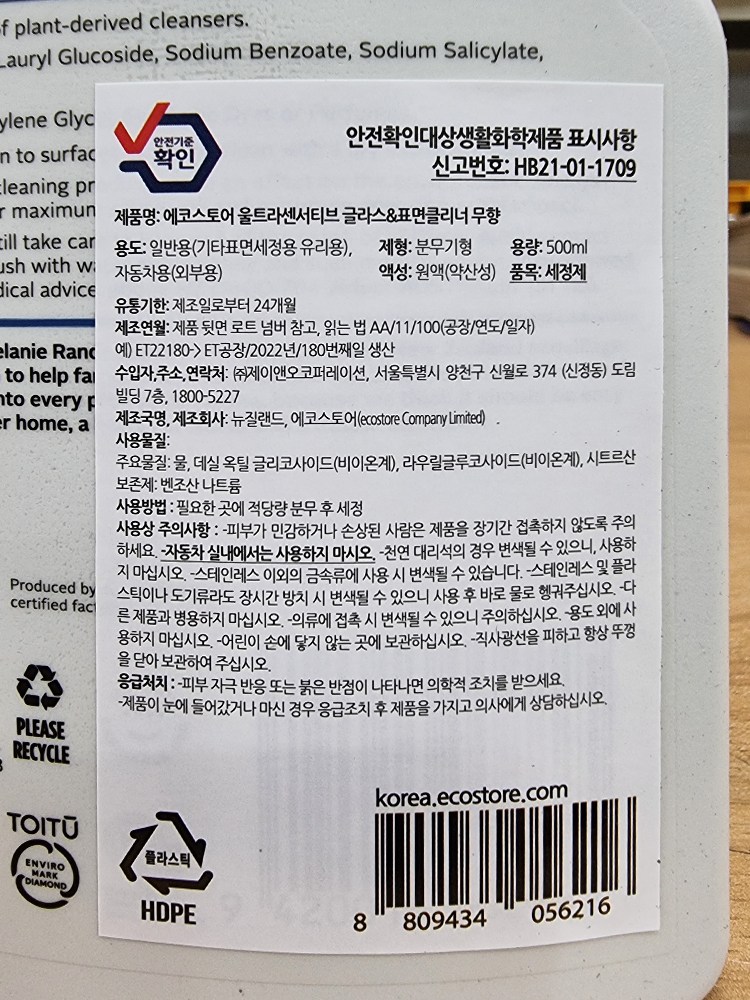 f plant-derived cleansers.
Lauryl Glucoside, Sodium Benzoate, Sodium Salicylate,
ylene Glyc
n to surfac
cleaning pr
r maximum
till take car
ush with wa
dical advice
elanie Rand
to help fa
nto every p
er home, a
Produced by
certified fact
PLEASE
RECYCLE
TOITŪ
ENVIRO
MARK
DIAMOND
안전기준
확인
안전확인대상생활화학제품 표시사항
신고번호: HB21-01-1709
제품명: 에코스토어 울트라센서티브 글라스&표면클리너 무향
용도: 일반용(기타표면세정용 유리용), 제형: 분무기형 용량: 500ml
자동차용(외부용) 액성: 원액(약산성) 품목: 세정제
유통기한: 제조일로부터 24개월
제조연월: 제품 뒷면 로트 넘버 참고, 읽는 법 AA/11/100(공장/연도/일자)
예) ET22180-> ET공장/2022년/180번째일 생산
수입자,주소,연락처: ㈜제이앤오코퍼레이션, 서울특별시 양천구 신월로 374 (신정동) 도림
빌딩 7층, 1800-5227
제조국명, 제조회사: 뉴질랜드, 에코스토어(ecostore Company Limited)
사용물질:
주요물질: 물, 데실 옥틸 글리코사이드(비이온계), 라우릴글루코사이드(비이온계), 시트르산
보존제: 벤조산 나트륨
사용방법 : 필요한 곳에 적당량 분무 후 세정
사용상 주의사항 : -피부가 민감하거나 손상된 사람은 제품을 장기간 접촉하지 않도록 주의
하세요. -자동차 실내에서는 사용하지 마시오. -천연 대리석의 경우 변색될 수 있으니, 사용하
지 마십시오. -스테인레스 이외의 금속류에 사용 시 변색될 수 있습니다. -스테인레스 및 플라
스틱이나 도기류라도 장시간 방치 시 변색될 수 있으니 사용 후 바로 물로 헹궈주십시오. -다
른 제품과 병용하지 마십시오. -의류에 접촉 시 변색될 수 있으니 주의하십시오. -용도 외에 사
용하지 마십시오. -어린이 손에 닿지 않는 곳에 보관하십시오. -직사광선을 피하고 항상 뚜껑
을 닫아 보관하여 주십시오.
응급처치 : -피부 자극 반응 또는 붉은 반점이 나타나면 의학적 조치를 받으세요.
-제품이 눈에 들어갔거나 마신 경우 응급조치 후 제품을 가지고 의사에게 상담하십시오.
플라스틱
HDPE
korea.ecostore.com
8 809434 056216